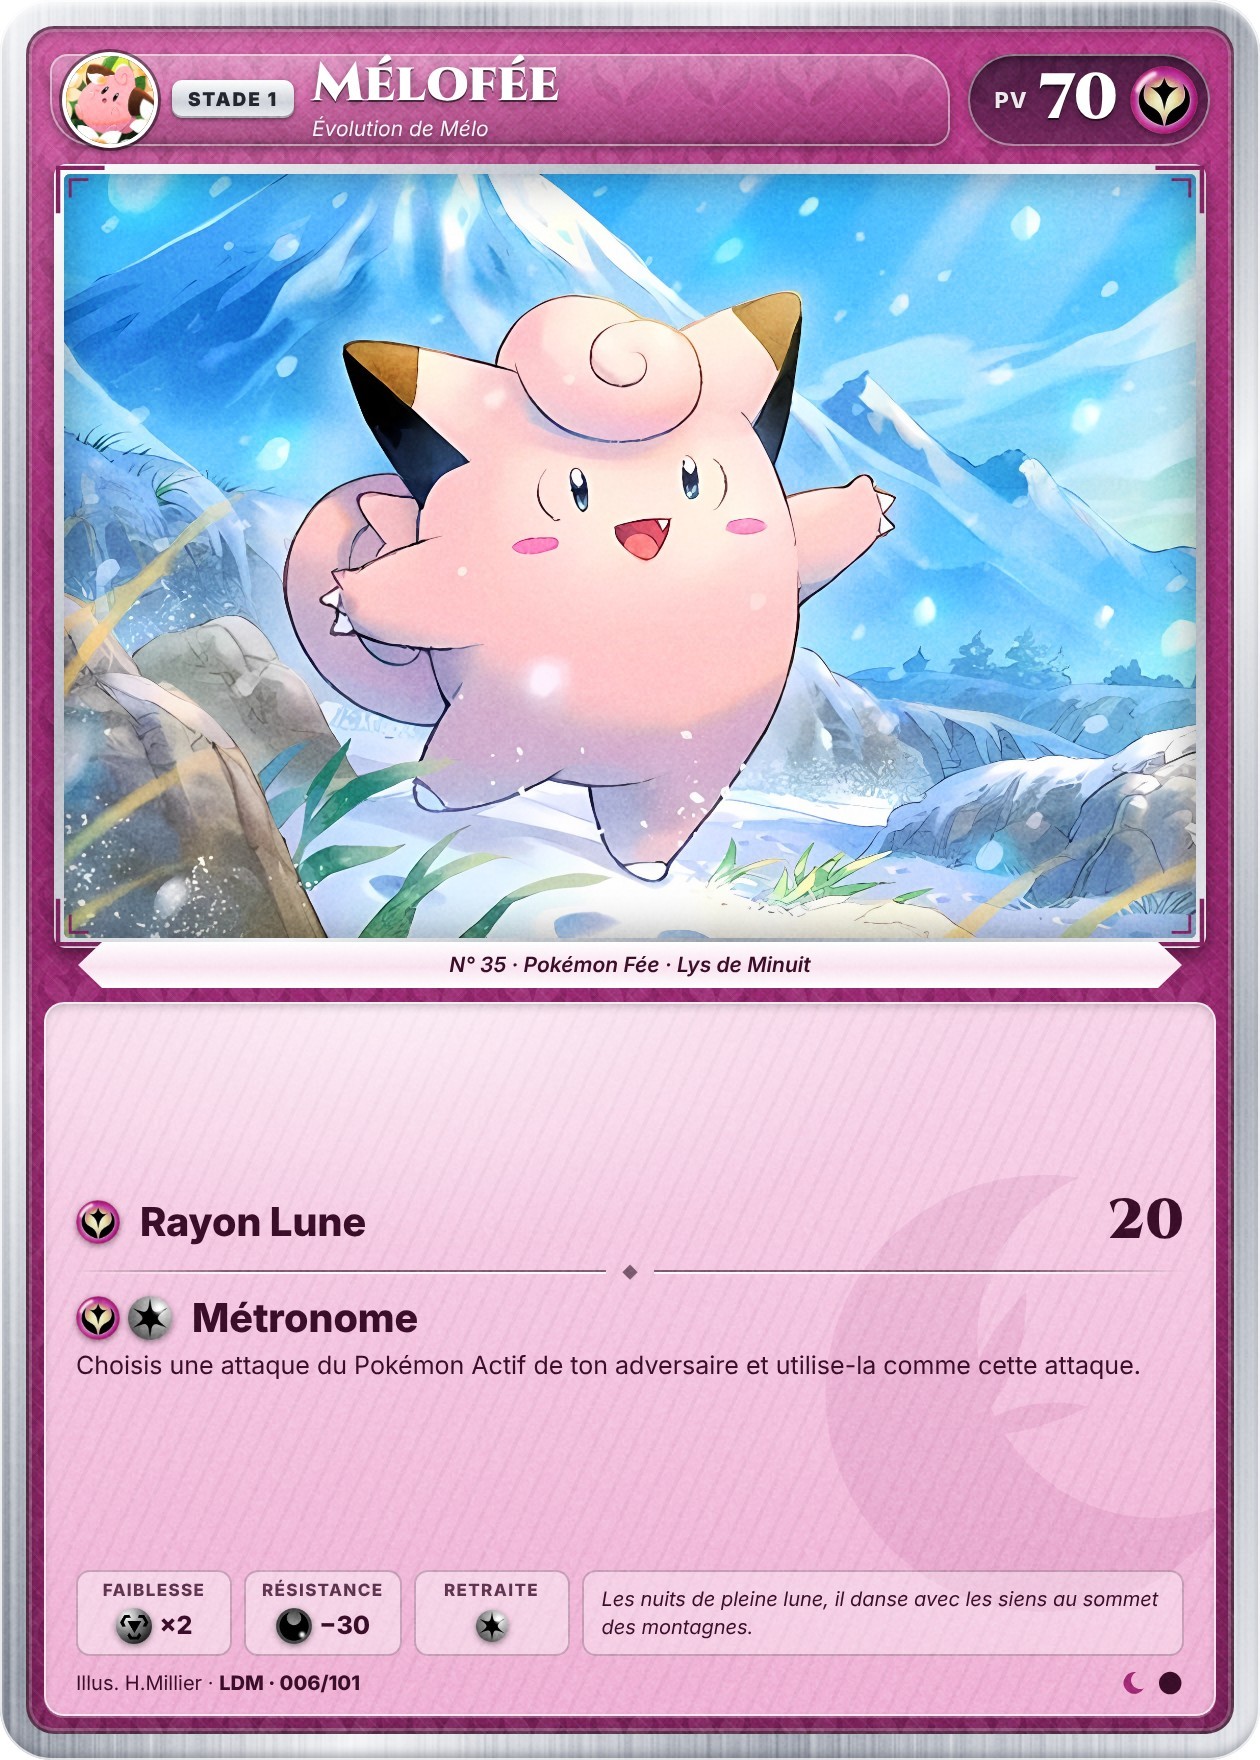 STADE 1
MÉLOFÉE
Évolution de Mélo
PV 70
N° 35 · Pokémon Fée · Lys de Minuit
Rayon Lune 20
Métronome
Choisis une attaque du Pokémon Actif de ton adversaire et utilise-la comme cette attaque.
FAIBLESSE
×2
RÉSISTANCE
−30
RETRAITE
Les nuits de pleine lune, il danse avec les siens au sommet
des montagnes.
Illus. H.Millier · LDM · 006/101